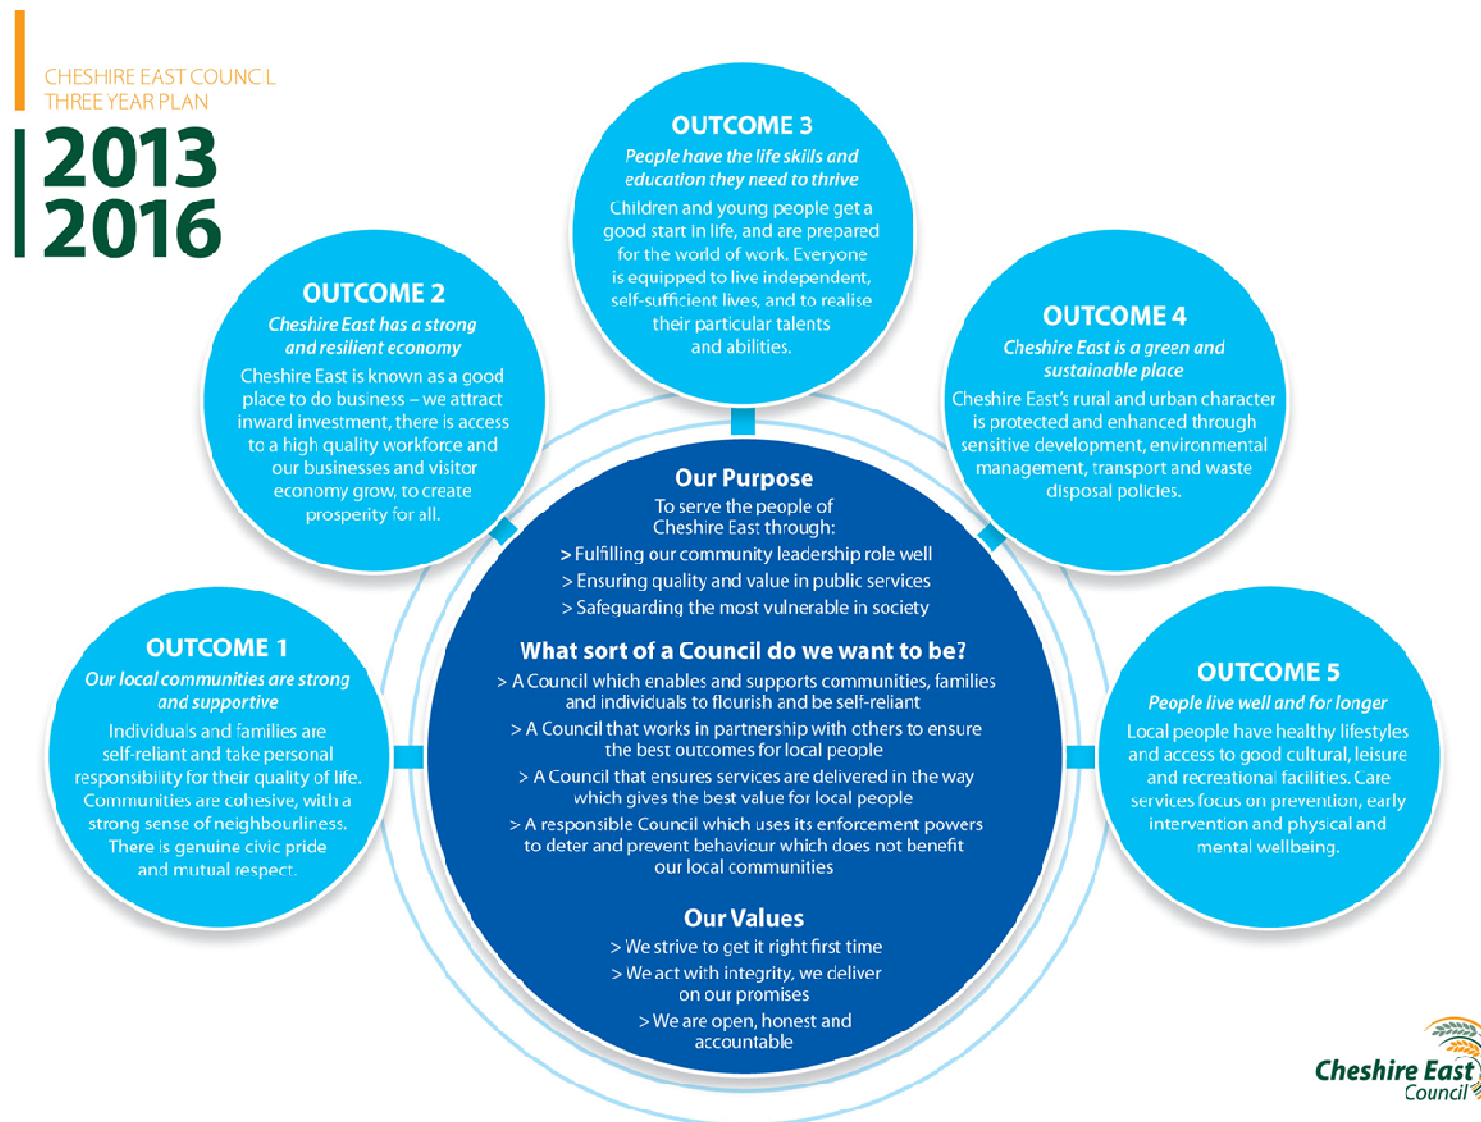 CHESHIRE EAST COUNCIL
THREE YEAR PLAN
2013
2016
OUTCOME 1
Our local communities are strong
and supportive
Individuals and families are
self-reliant and take personal
responsibility for their quality of life.
Communities are cohesive, with a
strong sense of neighbourliness.
There is genuine civic pride
and mutual respect.
OUTCOME 2
Cheshire East has a strong
and resilient economy
Cheshire East is known as a good
place to do business – we attract
inward investment, there is access
to a high quality workforce and
our businesses and visitor
economy grow, to create
prosperity for all.
OUTCOME 3
People have the life skills and
education they need to thrive
Children and young people get a
good start in life, and are prepared
for the world of work. Everyone
is equipped to live independent,
self-sufficient lives, and to realise
their particular talents
and abilities.
OUTCOME 4
Cheshire East is a green and
sustainable place
Cheshire East's rural and urban character
is protected and enhanced through
sensitive development, environmental
management, transport and waste
disposal policies.
OUTCOME 5
People live well and for longer
Local people have healthy lifestyles
and access to good cultural, leisure
and recreational facilities. Care
services focus on prevention, early
intervention and physical and
mental wellbeing.
Our Purpose
To serve the people of
Cheshire East through:
> Fulfilling our community leadership role well
> Ensuring quality and value in public services
> Safeguarding the most vulnerable in society
What sort of a Council do we want to be?
> A Council which enables and supports communities, families
and individuals to flourish and be self-reliant
> A Council that works in partnership with others to ensure
the best outcomes for local people
> A Council that ensures services are delivered in the way
which gives the best value for local people
> A responsible Council which uses its enforcement powers
to deter and prevent behaviour which does not benefit
our local communities
Our Values
> We strive to get it right first time
> We act with integrity, we deliver
on our promises
> We are open, honest and
accountable
Cheshire East
Council